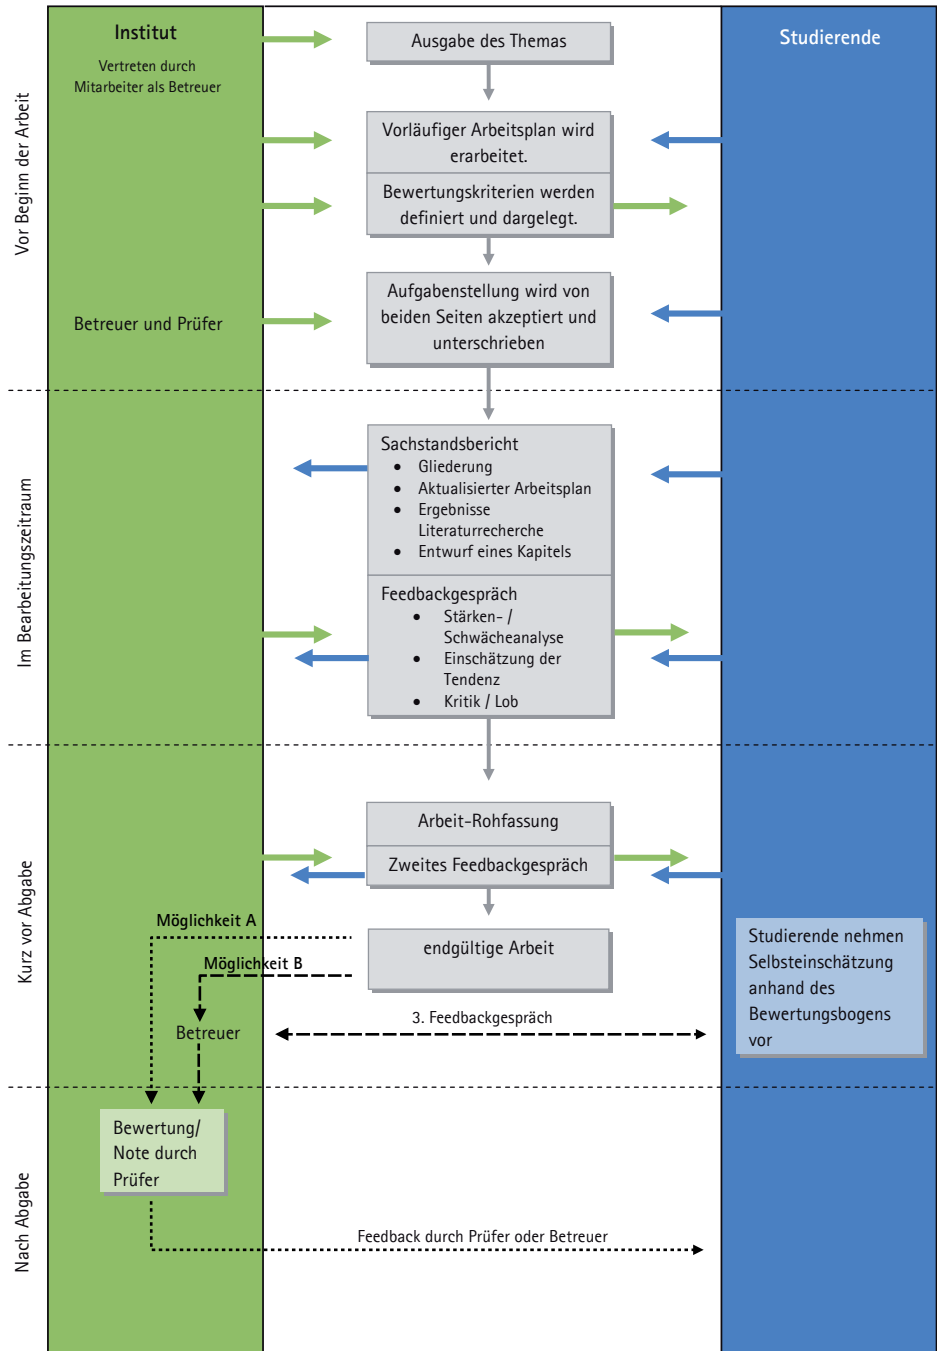 Institut
Vertreten durch
Mitarbeiter als Betreuer
Ausgabe des Themas
Studierende
Vor Beginn der Arbeit
Vorläufiger Arbeitsplan wird
erarbeitet.
Bewertungskriterien werden
definiert und dargelegt.
Betreuer und Prüfer
Aufgabenstellung wird von
beiden Seiten akzeptiert und
unterschrieben
Im Bearbeitungszeitraum
Sachstandsbericht
• Gliederung
• Aktualisierter Arbeitsplan
• Ergebnisse
Literaturrecherche
• Entwurf eines Kapitels
Feedbackgespräch
• Stärken- /
Schwächeanalyse
• Einschätzung der
Tendenz
• Kritik / Lob
Kurz vor Abgabe
Arbeit-Rohfassung
Zweites Feedbackgespräch
Möglichkeit A
endgültige Arbeit
Möglichkeit B
Betreuer
3. Feedbackgespräch
Studierende nehmen
Selbsteinschätzung
anhand des
Bewertungsbogens
vor
Nach Abgabe
Bewertung/
Note durch
Prüfer
Feedback durch Prüfer oder Betreuer